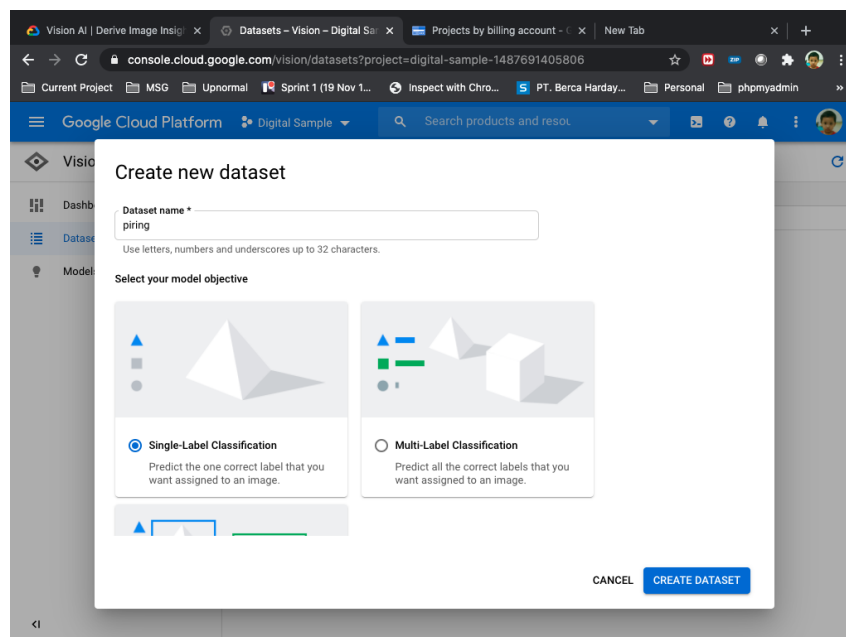 Vision AI | Derive Image Insig
Datasets – Vision – Digital Sa
Projects by billing account –
New Tab
console.cloud.google.com/vision/datasets?project=digital-sample-1487691405806
ZIP
Current Project
MSG
Upnormal
Sprint 1 (19 Nov 1...
Inspect with Chro...
S
PT. Berca Harday...
Personal
phpmyadmin
»
Google Cloud Platform
Digital Sample
Search products and resou
Visio
Dashb
Datase
Model
Create new dataset
Dataset name *
piring
Use letters, numbers and underscores up to 32 characters.
Select your model objective
Single-Label Classification
Predict the one correct label that you
want assigned to an image.
Multi-Label Classification
Predict all the correct labels that you
want assigned to an image.
CANCEL
CREATE DATASET